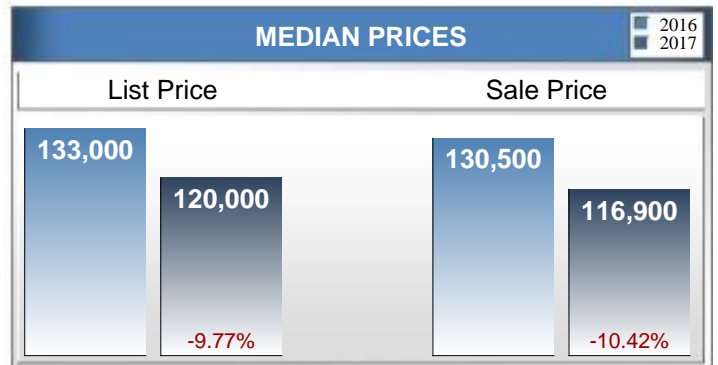 MEDIAN PRICES
2016
2017
List Price
Sale Price
133,000
120,000
-9.77%
130,500
116,900
-10.42%